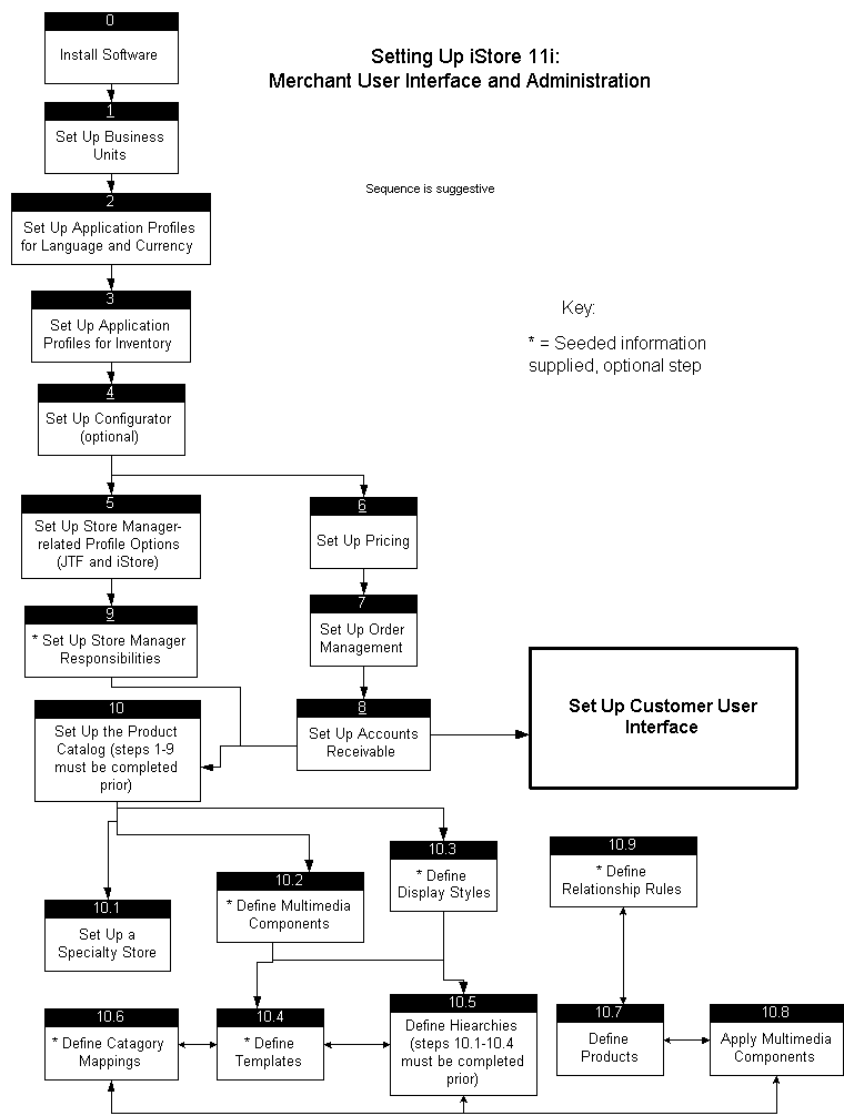 0
Install Software
Setting Up iStore 11i:
Merchant User Interface and Administration
1
Set Up Business
Units
Sequence is suggestive
2
Set Up Application Profiles
for Language and Currency
3
Set Up Application
Profiles for Inventory
Key:
* = Seeded information
supplied, optional step
4
Set Up Configurator
(optional)
5
Set Up Store Manager-
related Profile Options
(JTF and iStore)
6
Set Up Pricing
7
Set Up Order
Management
9
* Set Up Store Manager
Responsibilities
8
Set Up Accounts
Receivable
Set Up Customer User
Interface
10
Set Up the Product
Catalog (steps 1-9
must be completed
prior)
10.1
Set Up a
Specialty Store
10.2
* Define Multimedia
Components
10.3
* Define
Display Styles
10.9
* Define
Relationship Rules
10.6
* Define Catagory
Mappings
10.4
* Define
Templates
10.5
Define Hiearchies
(steps 10.1-10.4
must be completed
prior)
10.7
Define
Products
10.8
Apply Multimedia
Components